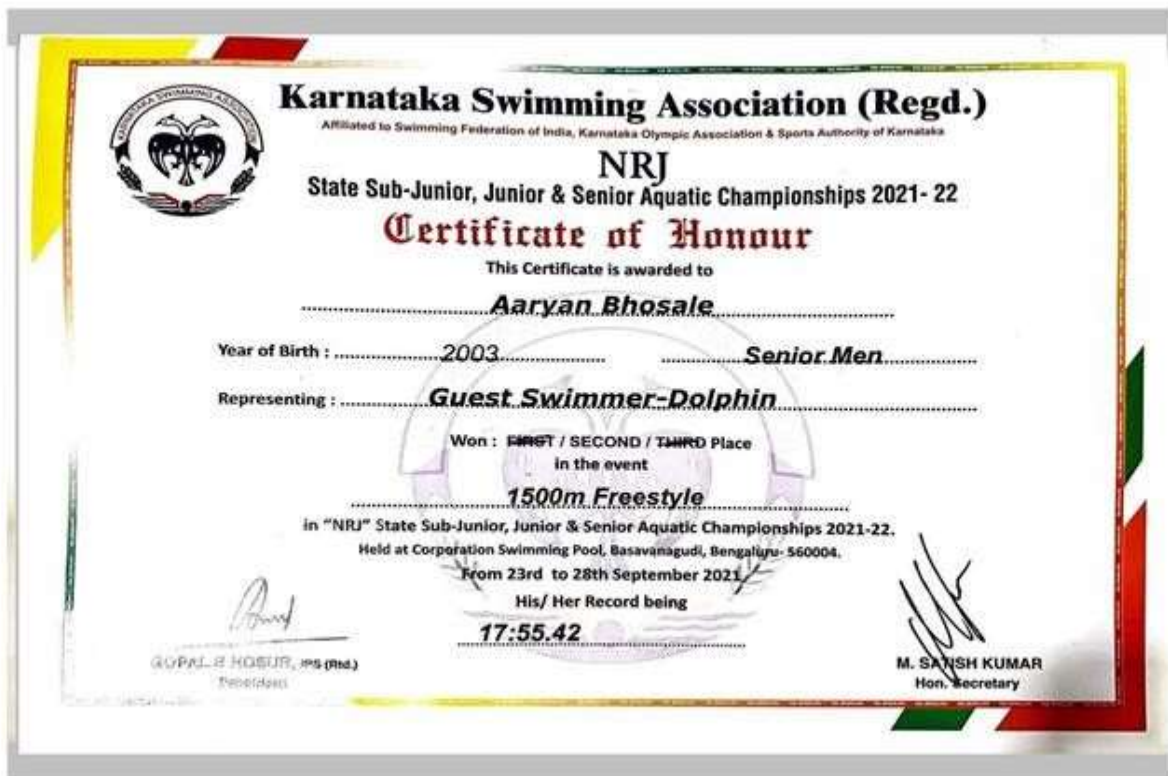 KARNATAKA SWIMMING ASSOCIATION
Karnataka Swimming Association (Regd.)
Affiliated to Swimming Federation of India, Karnataka Olympic Association & Sports Authority of Karnataka
NRJ
State Sub-Junior, Junior & Senior Aquatic Championships 2021- 22
Certificate of Honour
This Certificate is awarded to
Aaryan Bhosale
Year of Birth : 2003 Senior Men
Representing : Guest Swimmer-Dolphin
Won : FIRST / SECOND / THIRD Place
in the event
1500m Freestyle
in "NRJ" State Sub-Junior, Junior & Senior Aquatic Championships 2021-22.
Held at Corporation Swimming Pool, Basavanagudi, Bengaluru- 560004.
From 23rd to 28th September 2021
His/ Her Record being
17:55.42
GOPAL B HOSUR, IPS (Rtd.)
President
M. SATISH KUMAR
Hon. Secretary